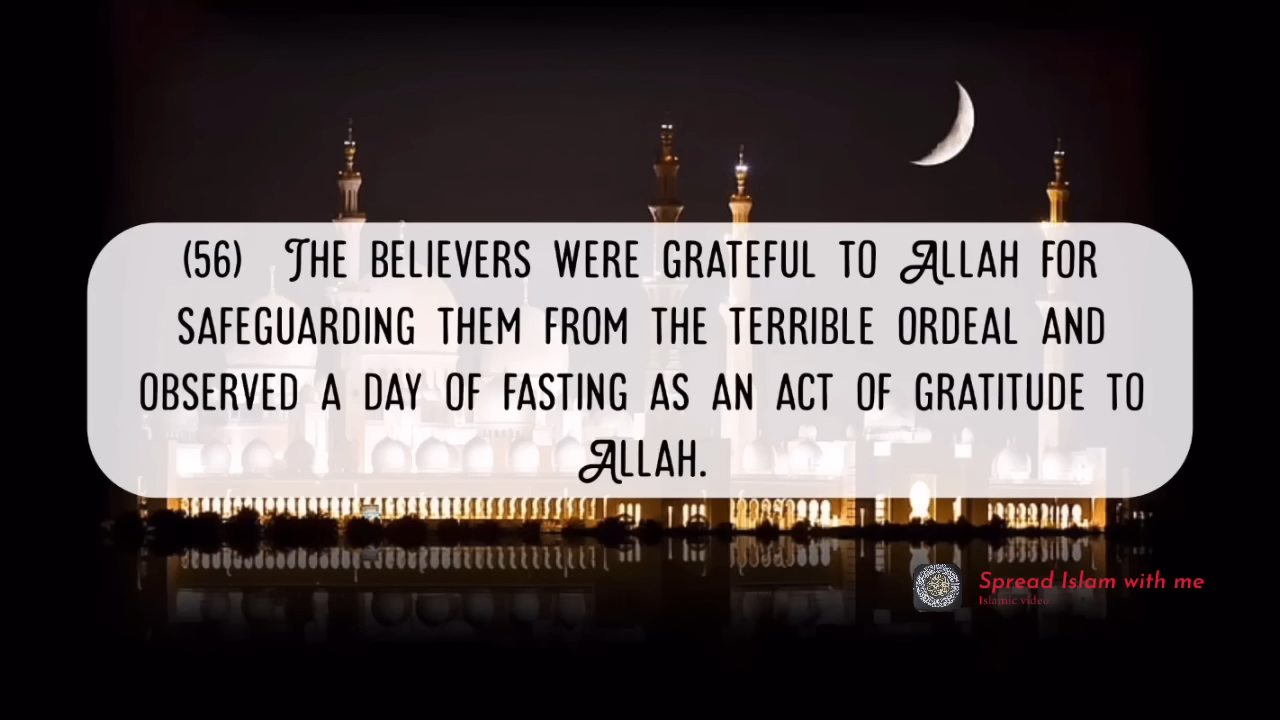 (56) The believers were grateful to Allah for
safeguarding them from the terrible ordeal and
observed a day of fasting as an act of gratitude to
Allah.
Spread Islam with me
Islamic video